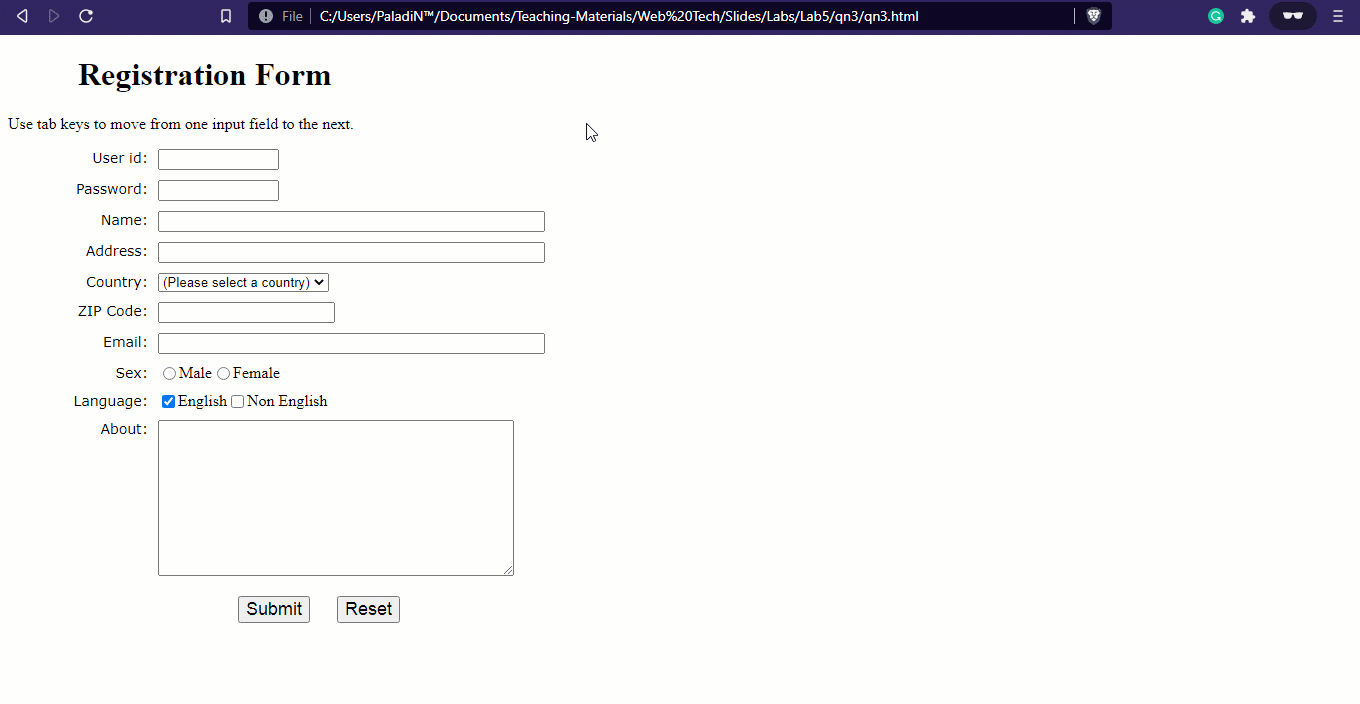 File C:/Users/PaladiN™/Documents/Teaching-Materials/Web%20Tech/Slides/Labs/Lab5/qn3/qn3.html
Registration Form
Use tab keys to move from one input field to the next.
User id:
Password:
Name:
Address:
Country: (Please select a country)
ZIP Code:
Email:
Sex: Male Female
Language: English Non English
About:
Submit Reset